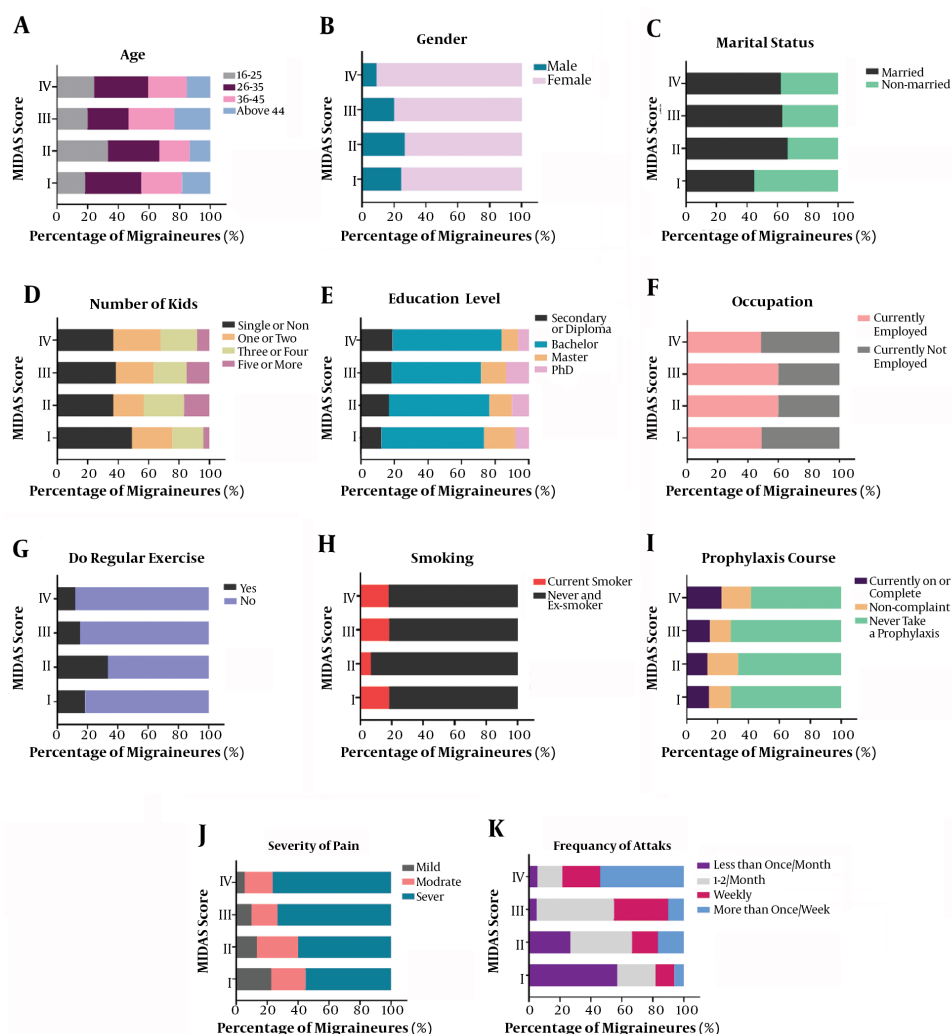 A
Age
MIDAS Score
IV
III
II
I
16-25
26-35
36-45
Above 44
0 20 40 60 80 100
Percentage of Migraineures (%)
B
Gender
MIDAS Score
IV
III
II
I
Male
Female
0 20 40 60 80 100
Percentage of Migraineures (%)
C
Marital Status
MIDAS Score
IV
III
II
I
Married
Non-married
0 20 40 60 80 100
Percentage of Migraineures (%)
D
Number of Kids
MIDAS Score
IV
III
II
I
Single or Non
One or Two
Three or Four
Five or More
0 20 40 60 80 100
Percentage of Migraineures (%)
E
Education Level
MIDAS Score
IV
III
II
I
Secondary
or Diploma
Bachelor
Master
PhD
0 20 40 60 80 100
Percentage of Migraineures (%)
F
Occupation
MIDAS Score
IV
III
II
I
Currently
Employed
Currently Not
Employed
0 20 40 60 80 100
Percentage of Migraineures (%)
G
Do Regular Exercise
MIDAS Score
IV
III
II
I
Yes
No
0 20 40 60 80 100
Percentage of Migraineures (%)
H
Smoking
MIDAS Score
IV
III
II
I
Current Smoker
Never and
Ex-smoker
0 20 40 60 80 100
Percentage of Migraineures (%)
I
Prophylaxis Course
MIDAS Score
IV
III
II
I
Currently on or
Complete
Non-complaint
Never Take
a Prophylaxis
0 20 40 60 80 100
Percentage of Migraineures (%)
J
Severity of Pain
MIDAS Score
IV
III
II
I
Mild
Modrate
Sever
0 20 40 60 80 100
Percentage of Migraineures (%)
K
Frequancy of Attaks
MIDAS Score
IV
III
II
I
Less than Once/Month
1-2/Month
Weekly
More than Once/Week
0 20 40 60 80 100
Percentage of Migraineures (%)